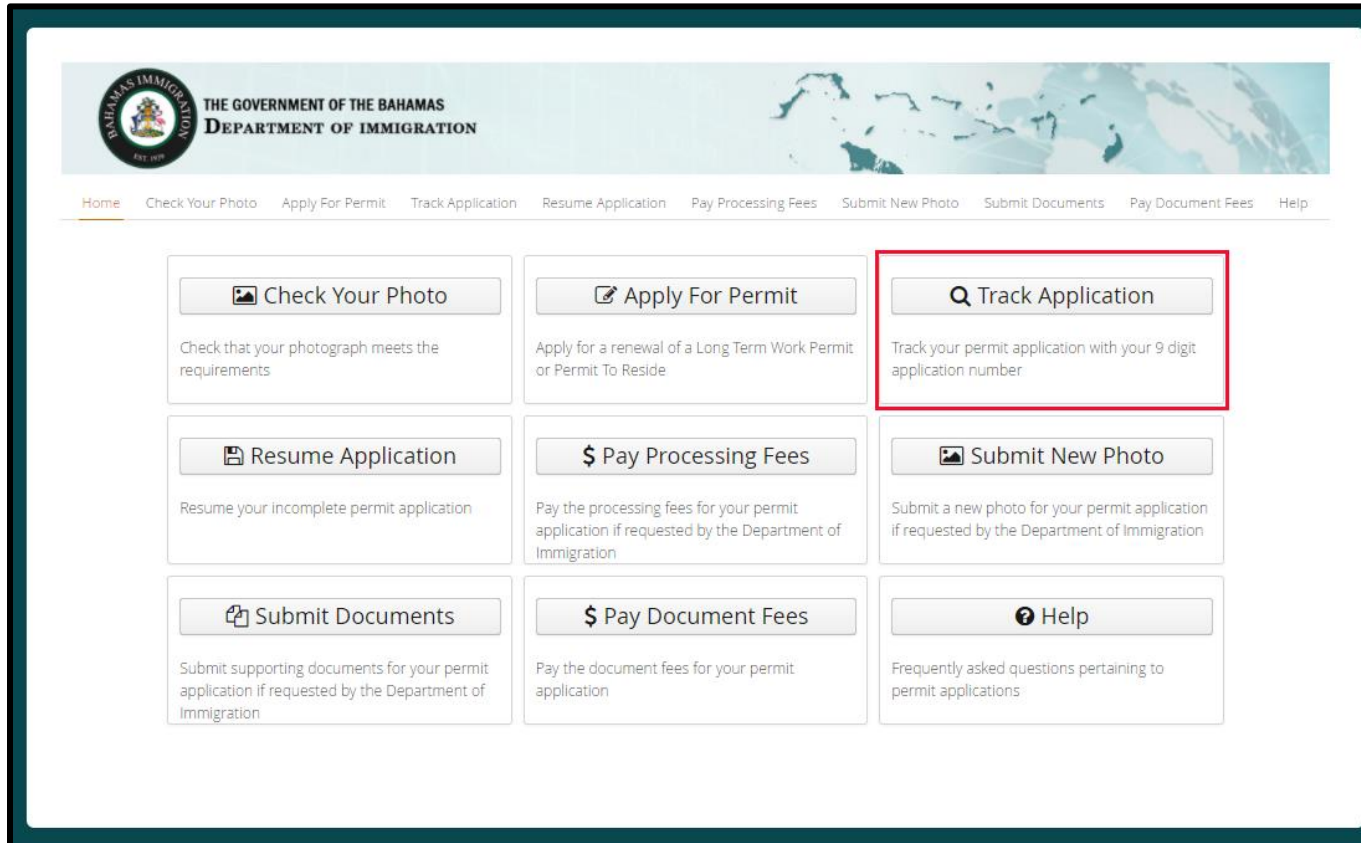 BAHAMAS IMMIGRATION
EST. 1939
THE GOVERNMENT OF THE BAHAMAS
DEPARTMENT OF IMMIGRATION
Home Check Your Photo Apply For Permit Track Application Resume Application Pay Processing Fees Submit New Photo Submit Documents Pay Document Fees Help
Check Your Photo
Check that your photograph meets the
requirements
Apply For Permit
Apply for a renewal of a Long Term Work Permit
or Permit To Reside
Track Application
Track your permit application with your 9 digit
application number
Resume Application
Resume your incomplete permit application
$ Pay Processing Fees
Pay the processing fees for your permit
application if requested by the Department of
Immigration
Submit New Photo
Submit a new photo for your permit application
if requested by the Department of Immigration
Submit Documents
Submit supporting documents for your permit
application if requested by the Department of
Immigration
$ Pay Document Fees
Pay the document fees for your permit
application
Help
Frequently asked questions pertaining to
permit applications